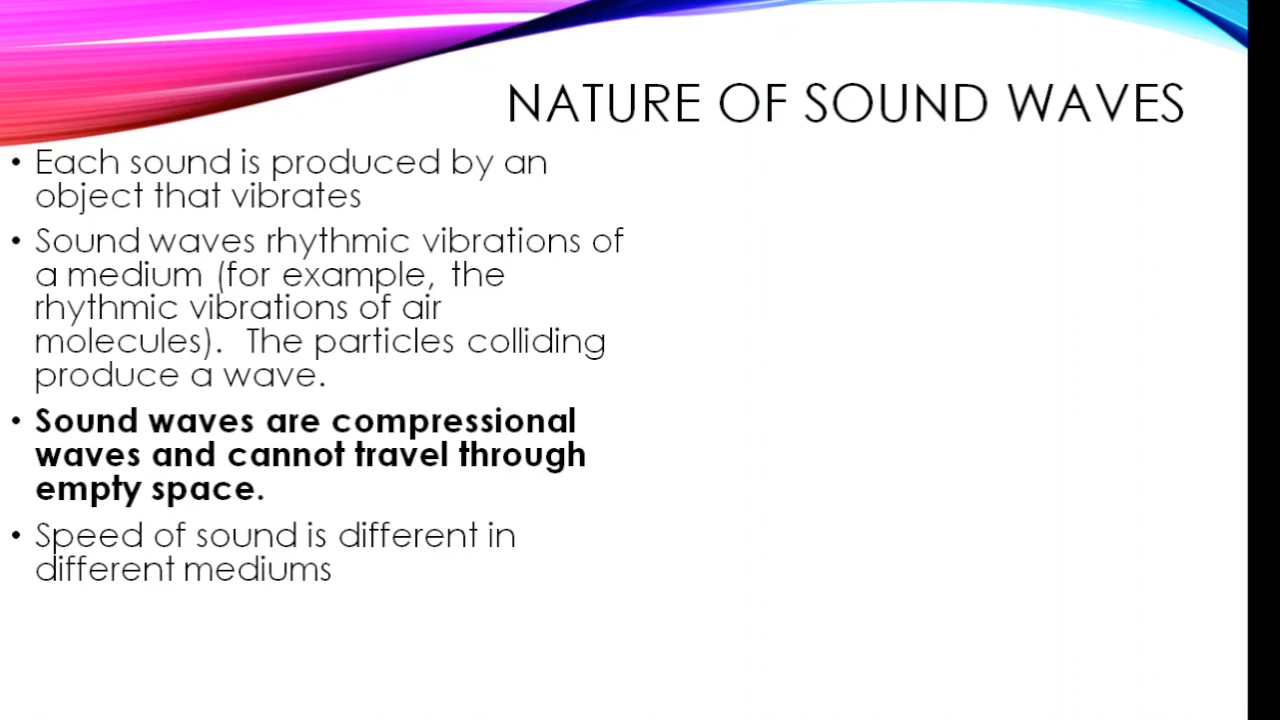 NATURE OF SOUND WAVES
• Each sound is produced by an
object that vibrates
• Sound waves rhythmic vibrations of
a medium (for example, the
rhythmic vibrations of air
molecules).  The particles colliding
produce a wave.
• Sound waves are compressional
waves and cannot travel through
empty space.
• Speed of sound is different in
different mediums